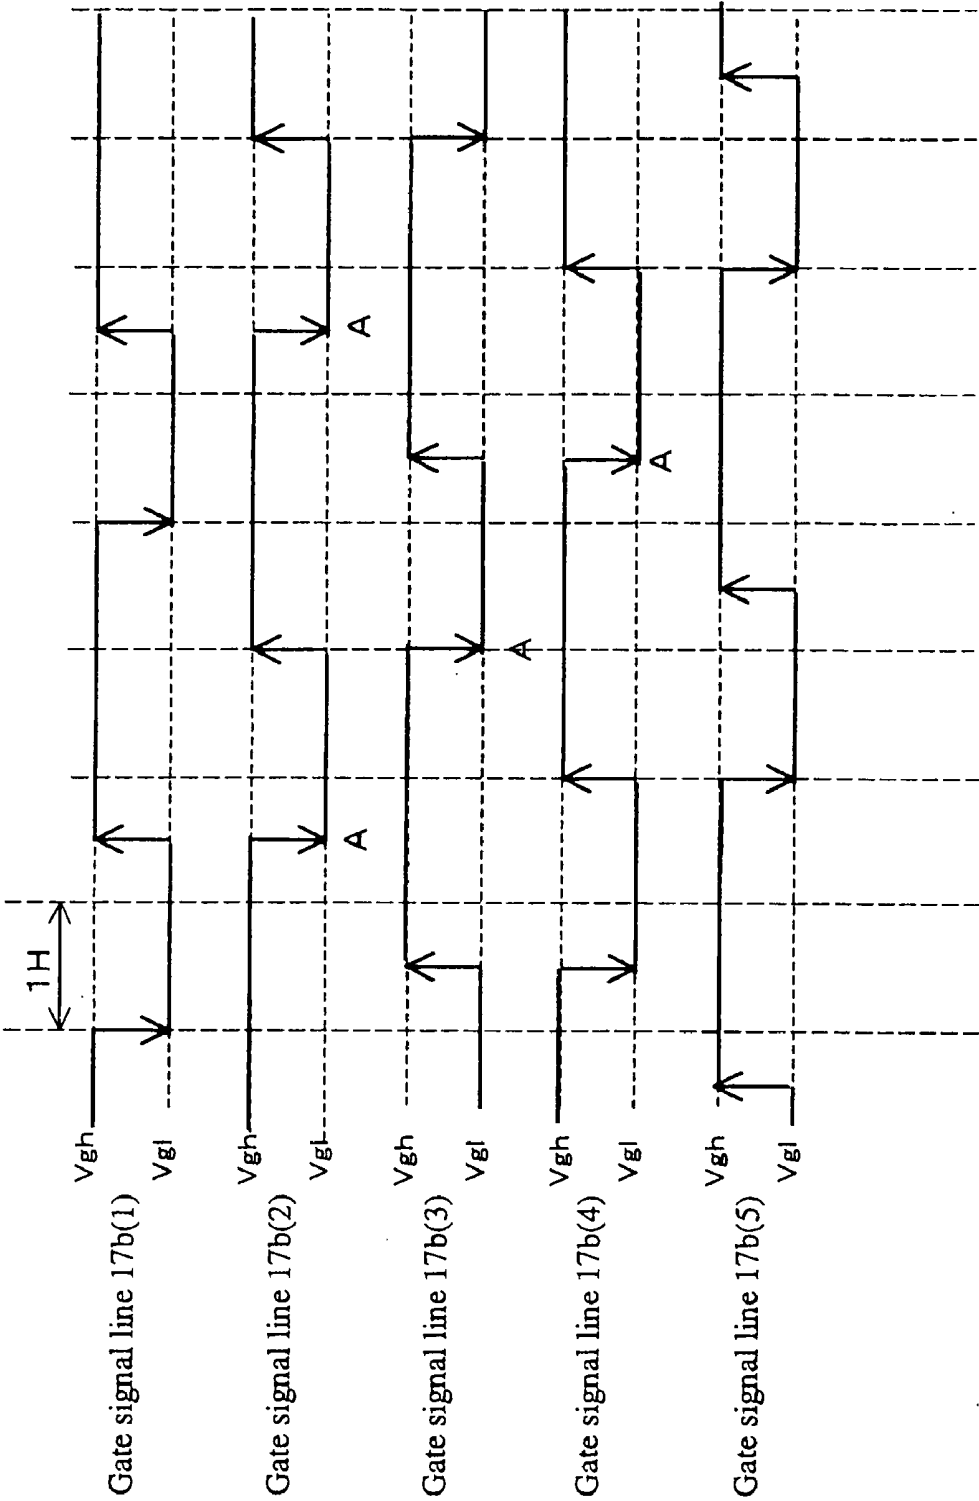 1H
Gate signal line 17b(1)
Vgh
Vgl
Gate signal line 17b(2)
Vgh
Vgl
A
A
Gate signal line 17b(3)
Vgh
Vgl
A
Gate signal line 17b(4)
Vgh
Vgl
A
Gate signal line 17b(5)
Vgh
Vgl